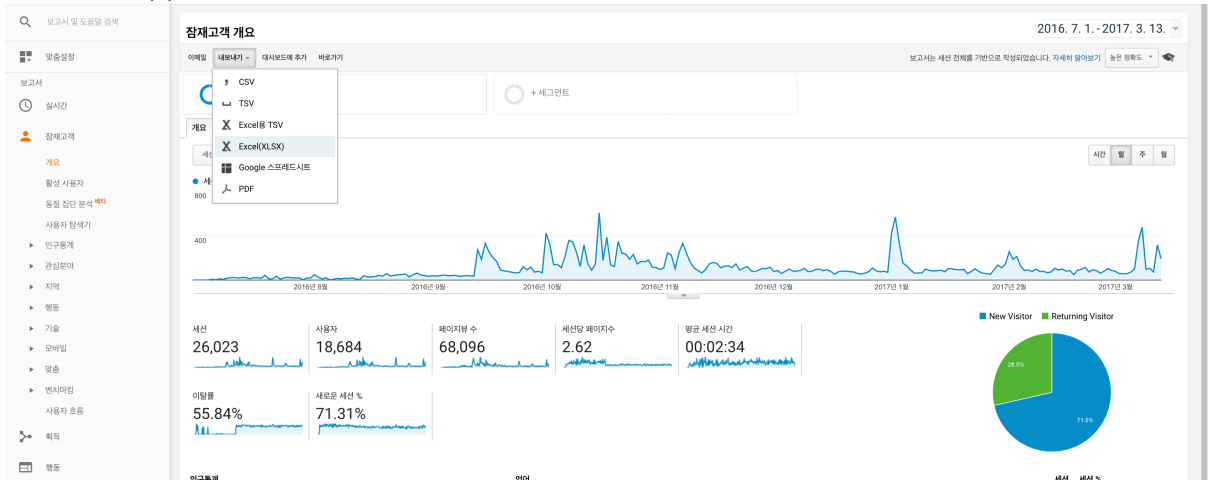 보고서 및 도움말 검색
맞춤설정
보고서
실시간
잠재고객
개요
활성 사용자
동질 집단 분석 베타
사용자 탐색기
인구통계
관심분야
지역
행동
기술
모바일
맞춤
벤치마킹
사용자 흐름
획득
행동
잠재고객 개요
2016. 7. 1. - 2017. 3. 13.
이메일 내보내기 대시보드에 추가 바로가기
보고서는 세션 전체를 기반으로 작성되었습니다. 자세히 알아보기 높은 정확도
CSV
TSV
Excel용 TSV
Excel(XLSX)
Google 스프레드시트
PDF
+ 세그먼트
개요
시간 일 주 월
800
400
2016년 8월 2016년 9월 2016년 10월 2016년 11월 2016년 12월 2017년 1월 2017년 2월 2017년 3월
New Visitor Returning Visitor
세션 사용자 페이지뷰 수 세션당 페이지수 평균 세션 시간
26,023 18,684 68,096 2.62 00:02:34
이탈률 새로운 세션 %
55.84% 71.31%
28.5%
71.5%
인구통계 언어 세션 세션 %